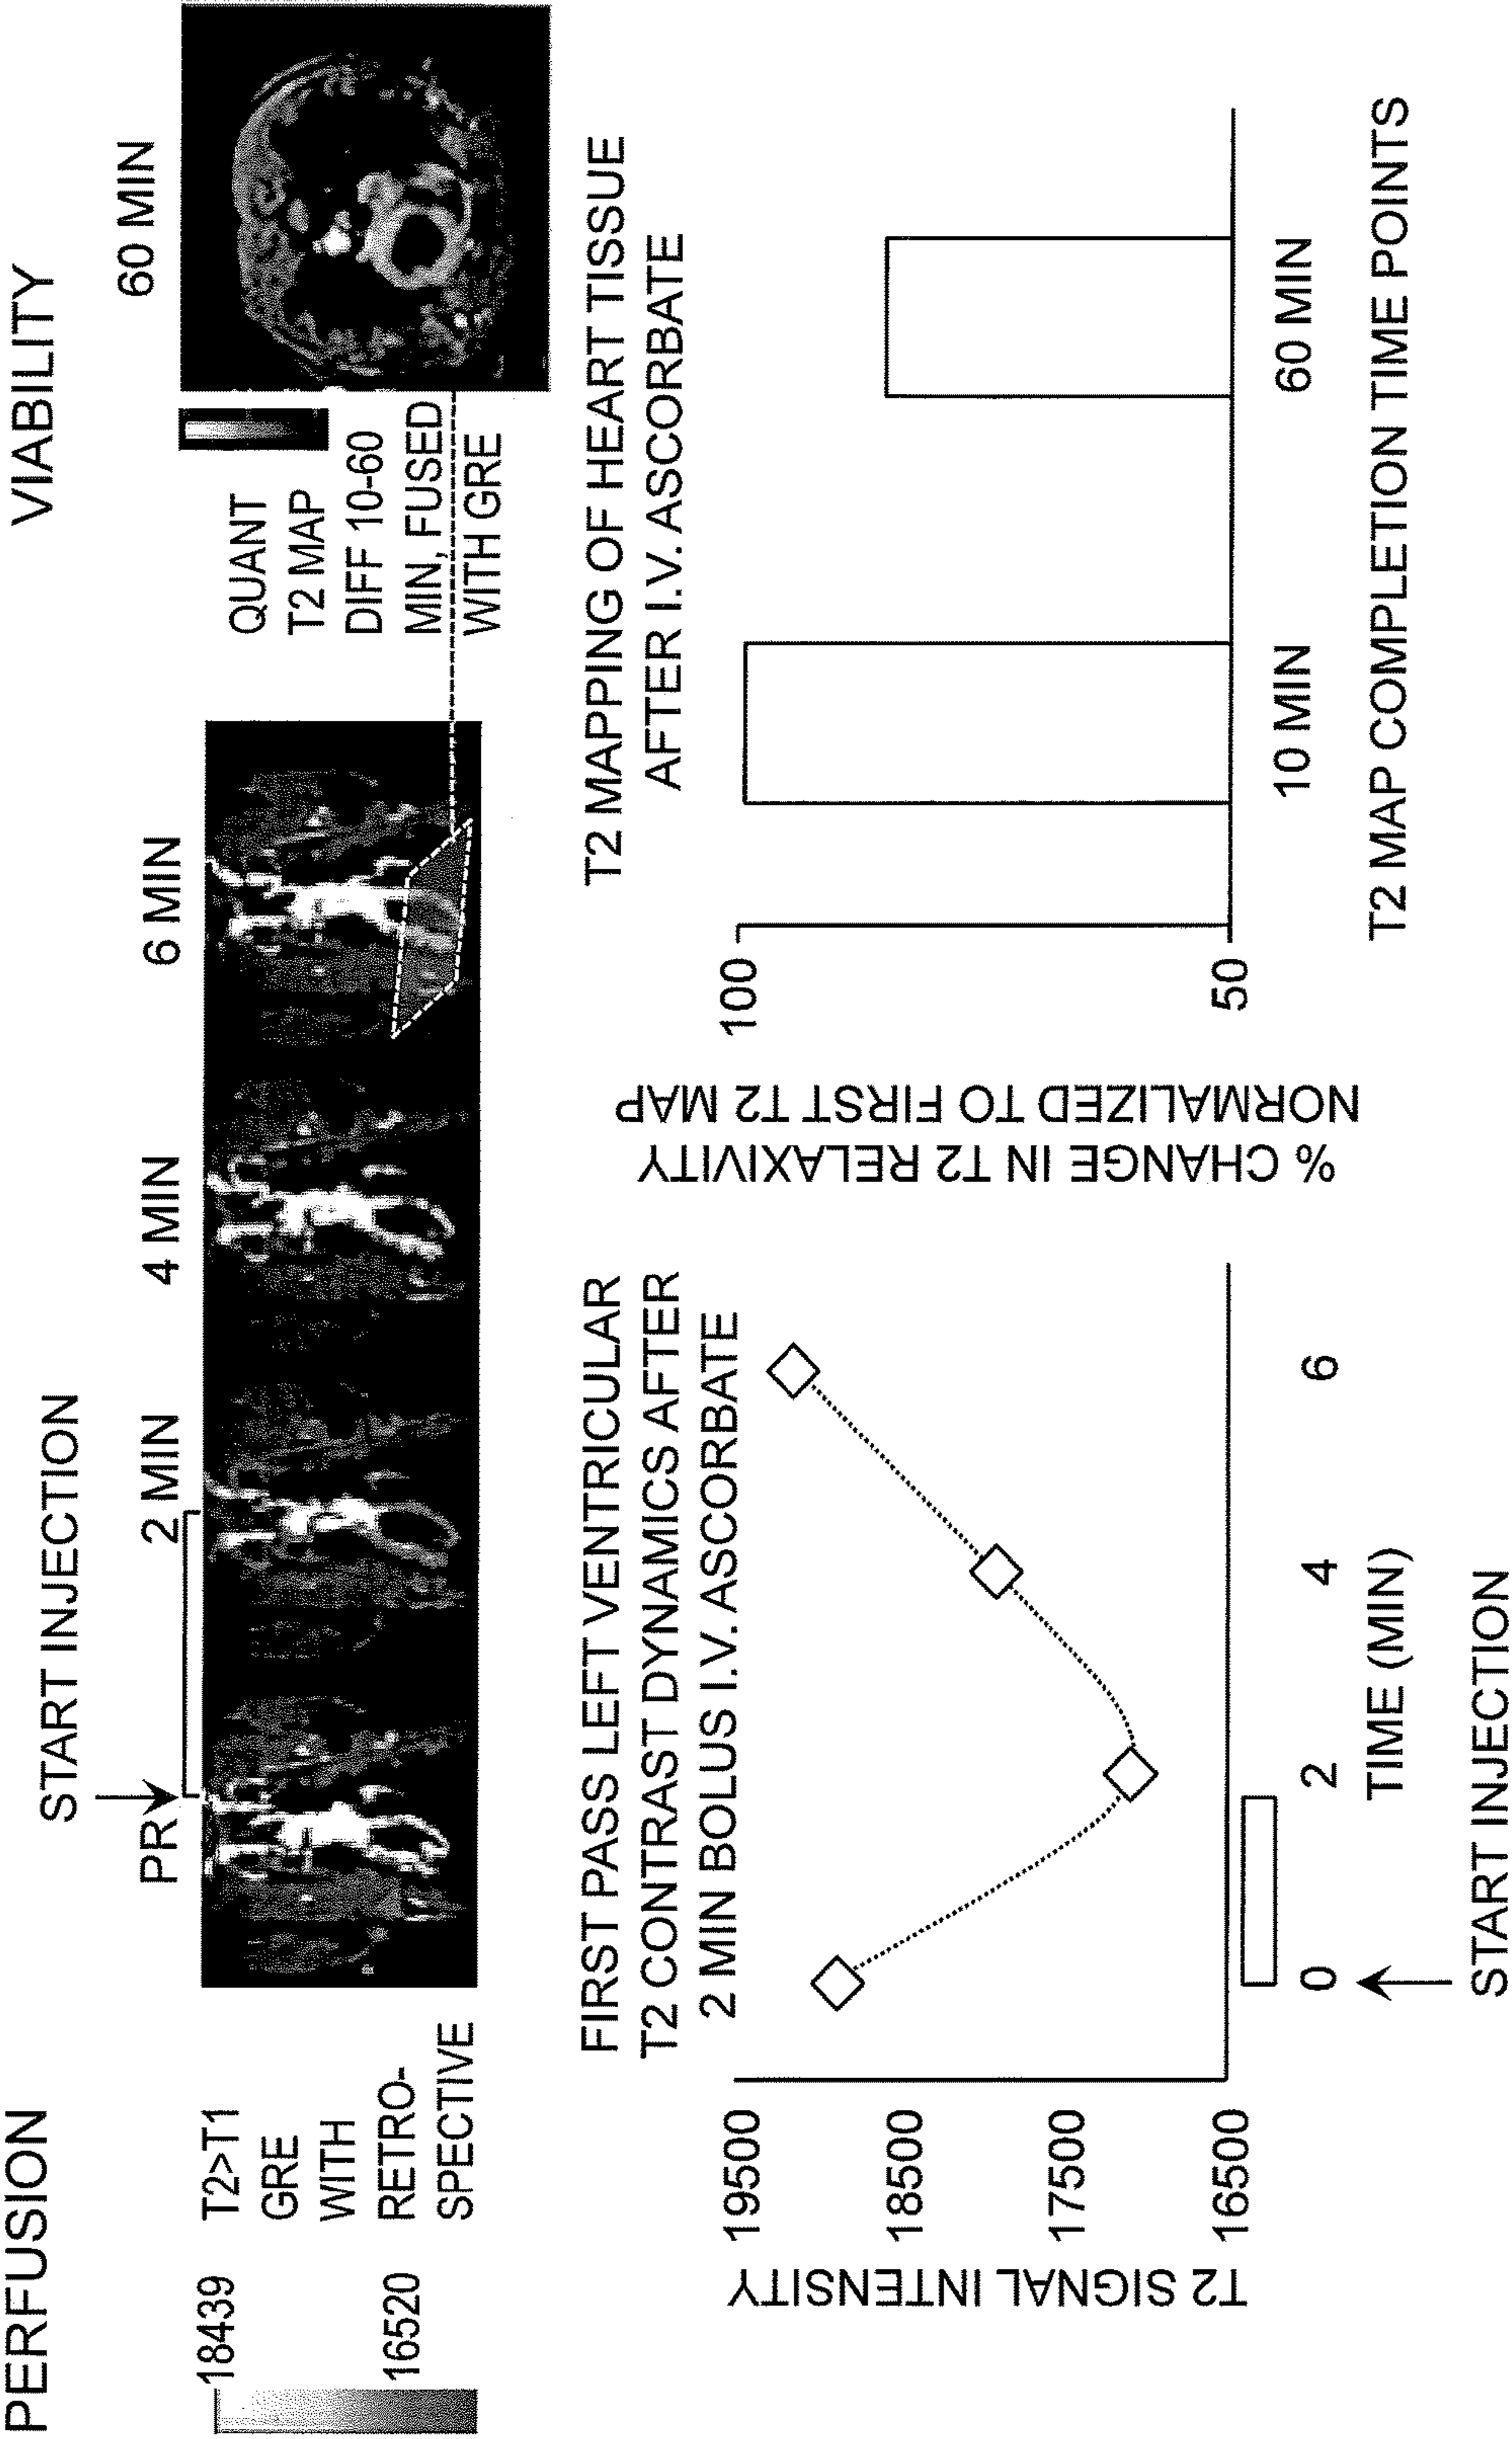 PERFUSION
VIABILITY
START INJECTION
PR
2 MIN
4 MIN
6 MIN
60 MIN
18439
16520
T2>T1
GRE
WITH
RETRO-
SPECTIVE
QUANT
T2 MAP
DIFF 10-60
MIN, FUSED
WITH GRE
FIRST PASS LEFT VENTRICULAR
T2 CONTRAST DYNAMICS AFTER
2 MIN BOLUS I.V. ASCORBATE
T2 SIGNAL INTENSITY
19500
18500
17500
16500
0
2
4
6
TIME (MIN)
START INJECTION
T2 MAPPING OF HEART TISSUE
AFTER I.V. ASCORBATE
% CHANGE IN T2 RELAXIVITY
NORMALIZED TO FIRST T2 MAP
100
50
10 MIN
60 MIN
T2 MAP COMPLETION TIME POINTS